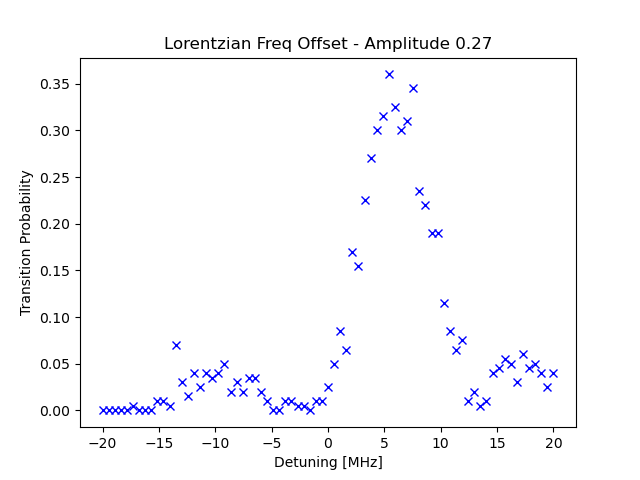 Lorentzian Freq Offset - Amplitude 0.27
0.35
0.30
0.25
0.20
0.15
0.10
0.05
0.00
Transition Probability
−20 −15 −10 −5 0 5 10 15 20
Detuning [MHz]